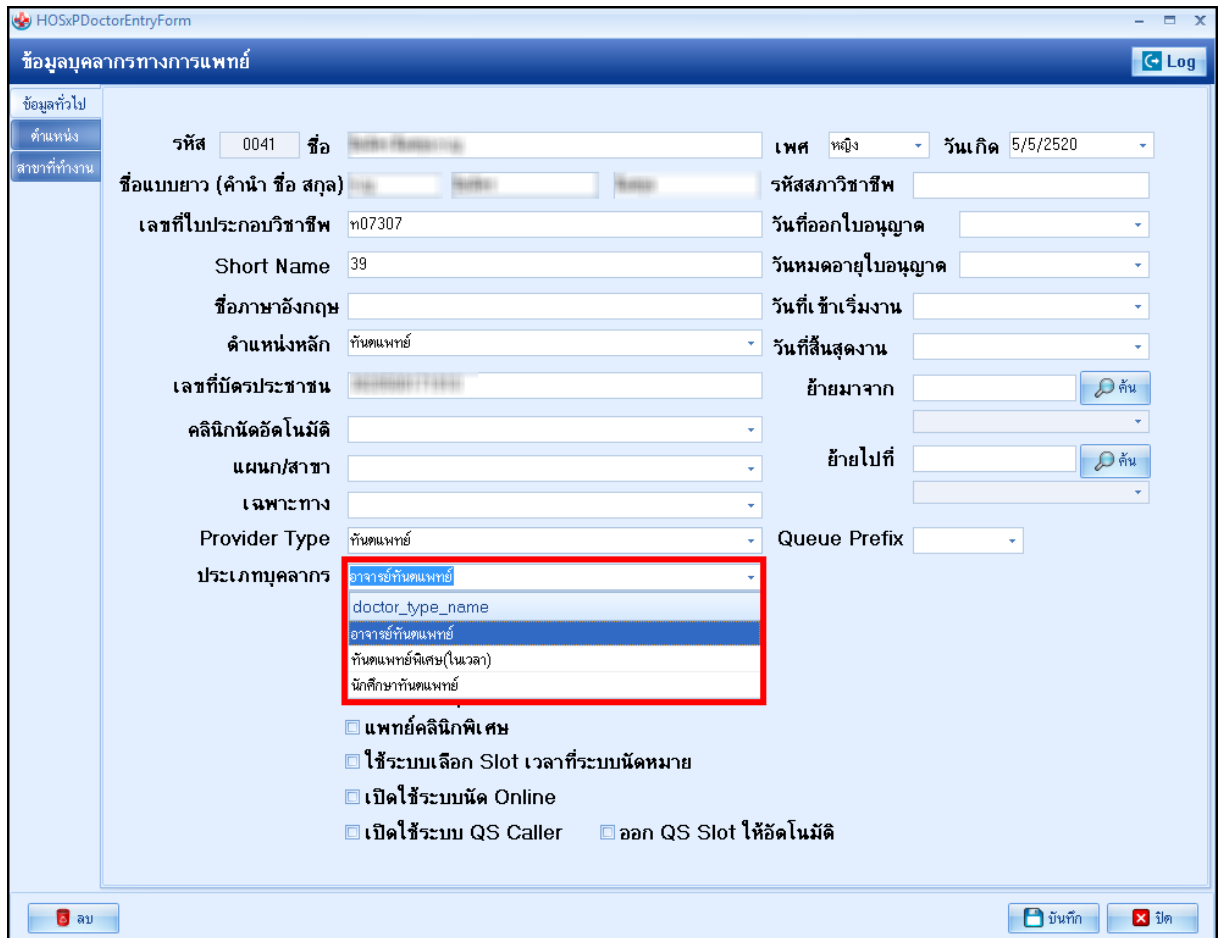 HOSxPDoctorEntryForm
ข้อมูลบุคลากรทางการแพทย์ Log
ข้อมูลทั่วไป
ตำแหน่ง
สาขาที่ทำงาน
รหัส 0041 ชื่อ เพศ หญิง วันเกิด 5/5/2520
ชื่อแบบยาว (คำนำ ชื่อ สกุล) รหัสสภาวิชาชีพ
เลขที่ใบประกอบวิชาชีพ ท07307 วันที่ออกใบอนุญาต
Short Name 39 วันหมดอายุใบอนุญาต
ชื่อภาษาอังกฤษ วันที่เข้าเริ่มงาน
ตำแหน่งหลัก ทันตแพทย์ วันที่สิ้นสุดงาน
เลขที่บัตรประชาชน ย้ายมาจาก ค้น
คลินิกนัดอัตโนมัติ
แผนก/สาขา ย้ายไปที่ ค้น
เฉพาะทาง
Provider Type ทันตแพทย์ Queue Prefix
ประเภทบุคลากร อาจารย์ทันตแพทย์
doctor_type_name
อาจารย์ทันตแพทย์
ทันตแพทย์พิเศษ(ในเวลา)
นักศึกษาทันตแพทย์
แพทย์คลินิกพิเศษ
ใช้ระบบเลือก Slot เวลาที่ระบบนัดหมาย
เปิดใช้ระบบนัด Online
เปิดใช้ระบบ QS Caller ออก QS Slot ให้อัตโนมัติ
ลบ บันทึก ปิด